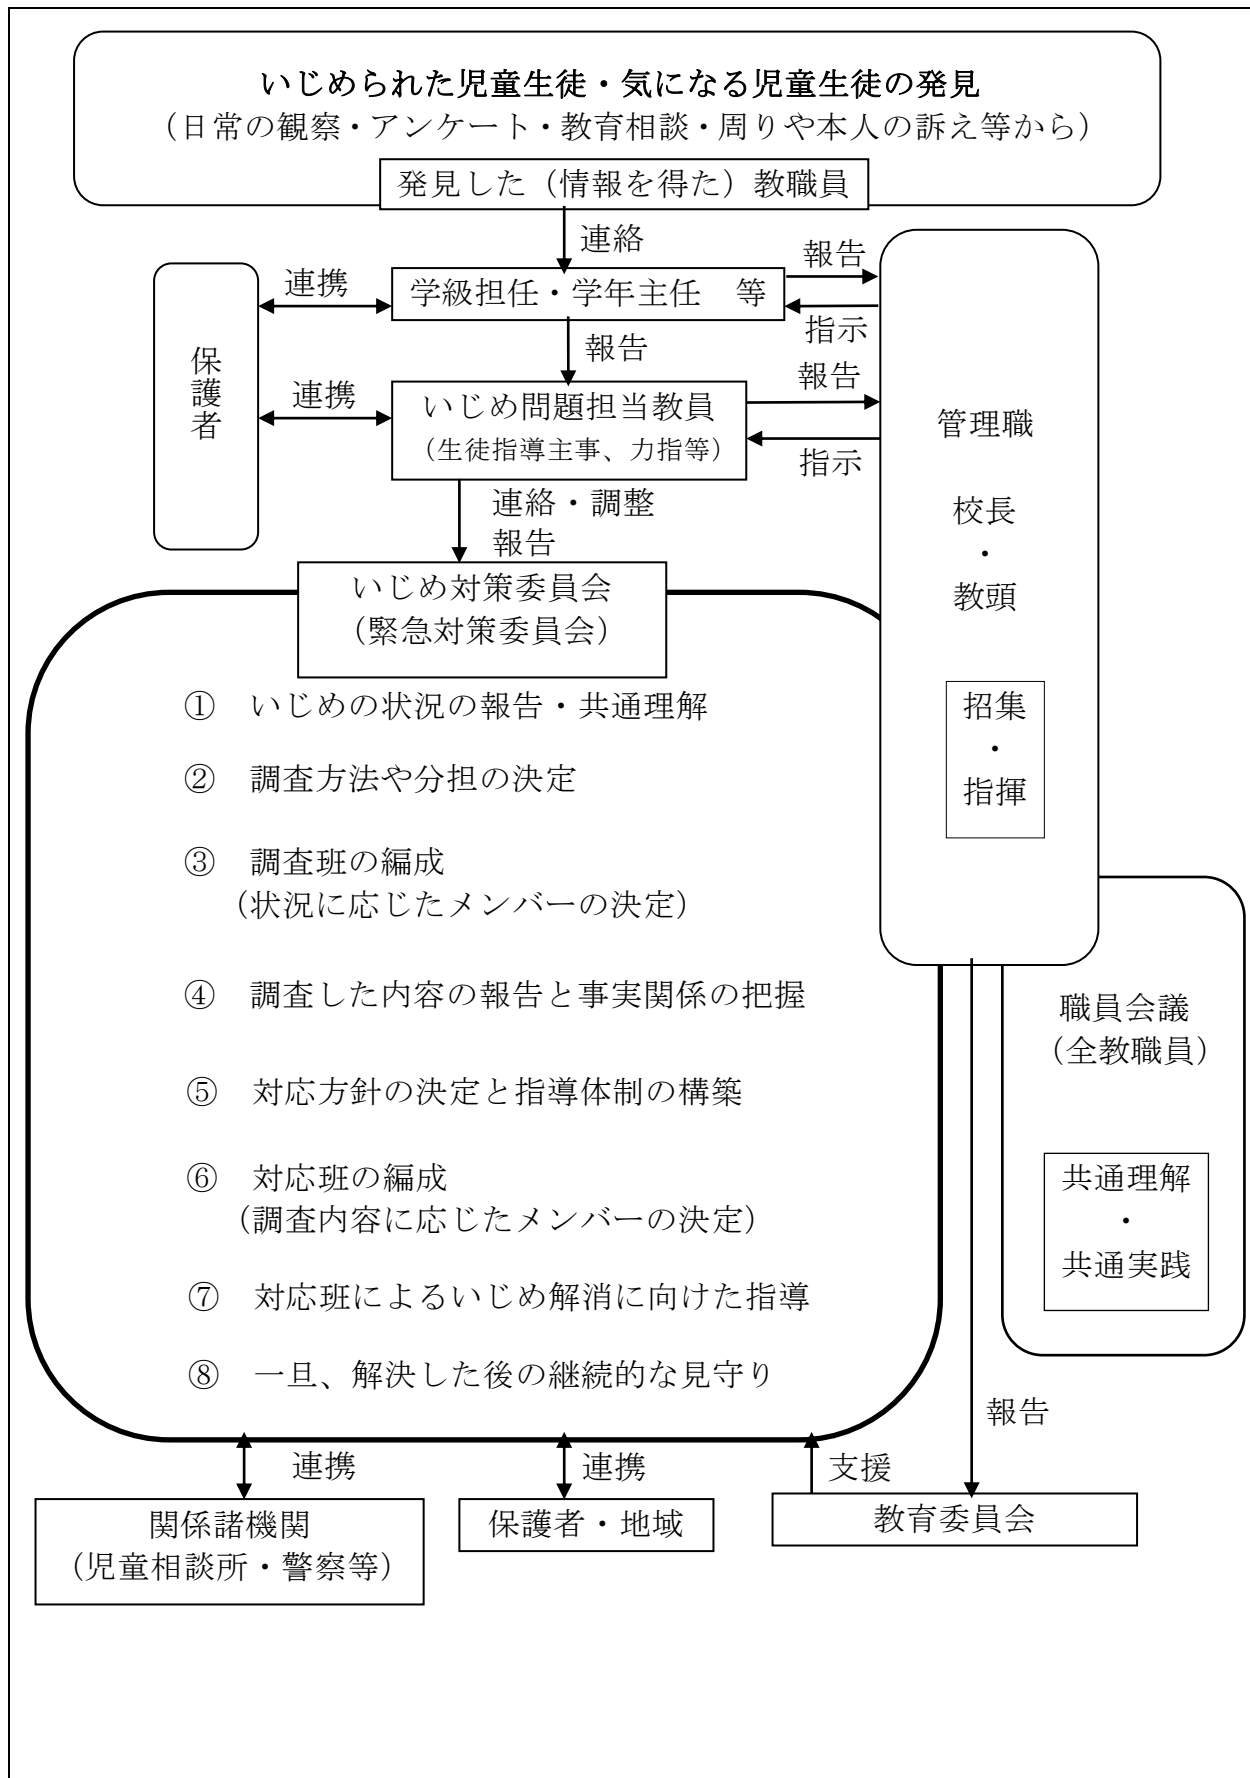 いじめられた児童生徒・気になる児童生徒の発見
（日常の観察・アンケート・教育相談・周りや本人の訴え等から）
発見した（情報を得た）教職員
連絡
連携
学級担任・学年主任　等
報告
指示
報告
保護者
連携
いじめ問題担当教員
（生徒指導主事、力指等）
報告
指示
連絡・調整
報告
管理職
校長
・
教頭
招集
・
指揮
いじめ対策委員会
（緊急対策委員会）
①　いじめの状況の報告・共通理解
②　調査方法や分担の決定
③　調査班の編成
（状況に応じたメンバーの決定）
④　調査した内容の報告と事実関係の把握
⑤　対応方針の決定と指導体制の構築
⑥　対応班の編成
（調査内容に応じたメンバーの決定）
⑦　対応班によるいじめ解消に向けた指導
⑧　一旦、解決した後の継続的な見守り
職員会議
（全教職員）
共通理解
・
共通実践
報告
連携
連携
支援
関係諸機関
（児童相談所・警察等）
保護者・地域
教育委員会